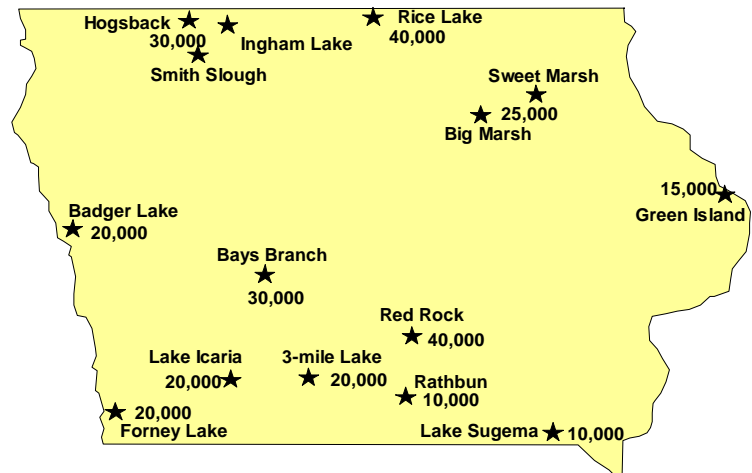 Hogsback
30,000
Ingham Lake
Smith Slough
Rice Lake
40,000
Sweet Marsh
25,000
Big Marsh
15,000
Green Island
Badger Lake
20,000
Bays Branch
30,000
Red Rock
40,000
Lake Icaria
20,000
3-mile Lake
20,000
Rathbun
10,000
20,000
Forney Lake
Lake Sugema
10,000